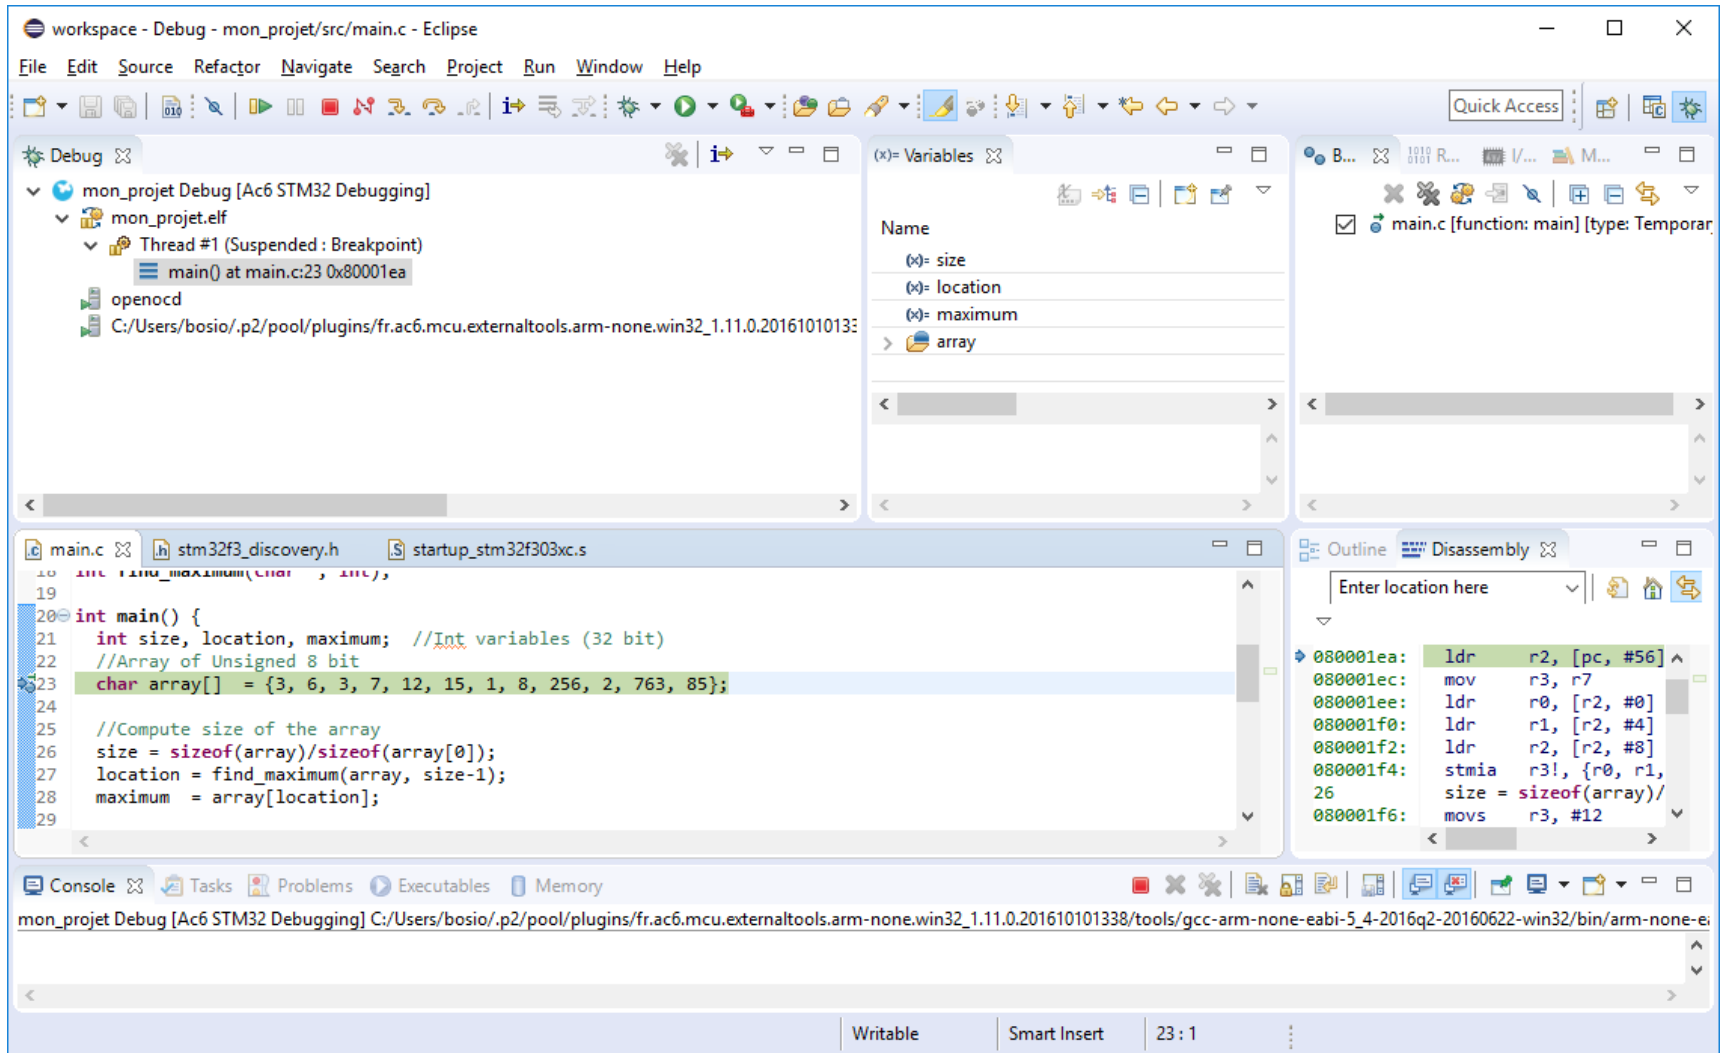 workspace - Debug - mon_projet/src/main.c - Eclipse
File Edit Source Refactor Navigate Search Project Run Window Help
Quick Access
Debug
mon_projet Debug [Ac6 STM32 Debugging]
mon_projet.elf
Thread #1 (Suspended : Breakpoint)
main() at main.c:23 0x80001ea
openocd
C:/Users/bosio/.p2/pool/plugins/fr.ac6.mcu.externaltools.arm-none.win32_1.11.0.20161010133
(x)= Variables
Name
(x)= size
(x)= location
(x)= maximum
array
B... R... I/... M...
main.c [function: main] [type: Temporar
main.c stm32f3_discovery.h startup_stm32f303xc.s
18 int find_maximum(char , int);
19
20 int main() {
21 int size, location, maximum; //Int variables (32 bit)
22 //Array of Unsigned 8 bit
23 char array[] = {3, 6, 3, 7, 12, 15, 1, 8, 256, 2, 763, 85};
24
25 //Compute size of the array
26 size = sizeof(array)/sizeof(array[0]);
27 location = find_maximum(array, size-1);
28 maximum = array[location];
29
Outline Disassembly
Enter location here
080001ea: ldr r2, [pc, #56]
080001ec: mov r3, r7
080001ee: ldr r0, [r2, #0]
080001f0: ldr r1, [r2, #4]
080001f2: ldr r2, [r2, #8]
080001f4: stmia r3!, {r0, r1,
26 size = sizeof(array)/
080001f6: movs r3, #12
Console Tasks Problems Executables Memory
mon_projet Debug [Ac6 STM32 Debugging] C:/Users/bosio/.p2/pool/plugins/fr.ac6.mcu.externaltools.arm-none.win32_1.11.0.201610101338/tools/gcc-arm-none-eabi-5_4-2016q2-20160622-win32/bin/arm-none-ea
Writable Smart Insert 23 : 1